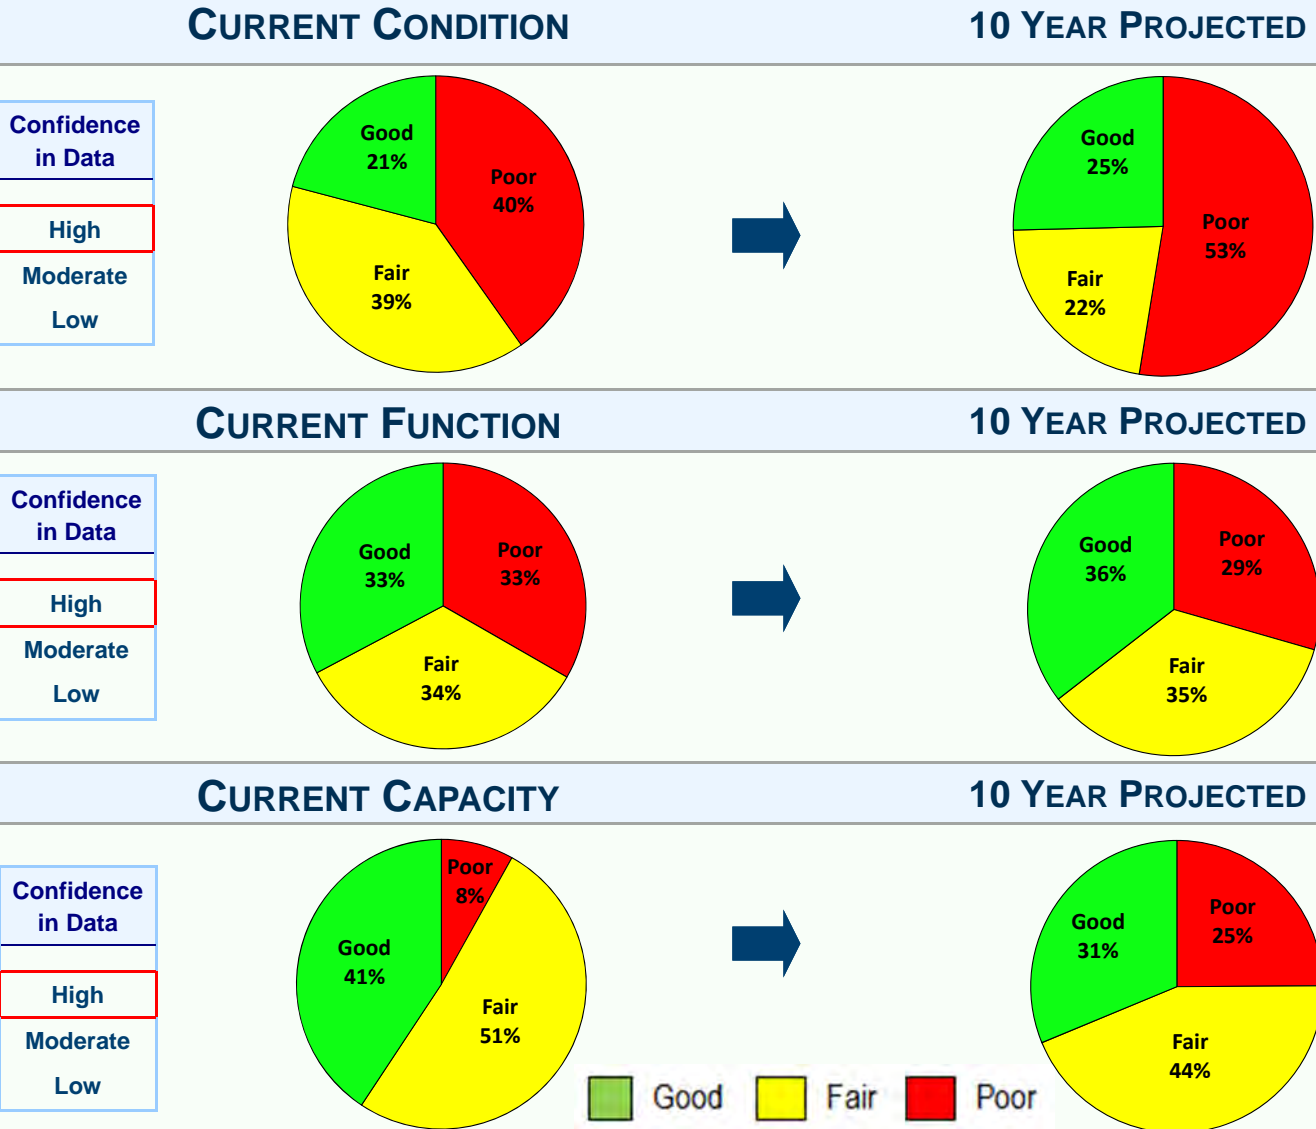 CURRENT CONDITION
10 YEAR PROJECTED
Confidence
in Data
High
Moderate
Low
Good
21%
Poor
40%
Fair
39%
Good
25%
Poor
53%
Fair
22%
CURRENT FUNCTION
10 YEAR PROJECTED
Confidence
in Data
High
Moderate
Low
Good
33%
Poor
33%
Fair
34%
Good
36%
Poor
29%
Fair
35%
CURRENT CAPACITY
10 YEAR PROJECTED
Confidence
in Data
High
Moderate
Low
Poor
8%
Good
41%
Fair
51%
Good
31%
Poor
25%
Fair
44%
Good
Fair
Poor